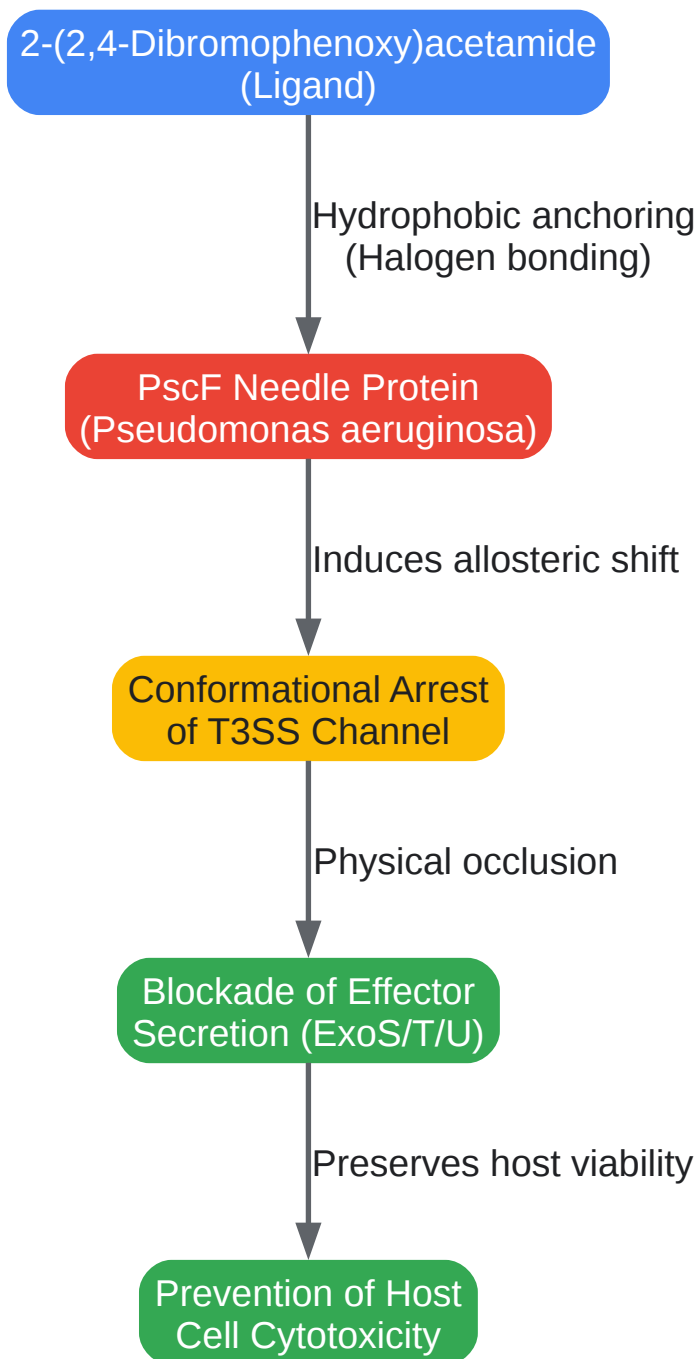 2-(2,4-Dibromophenoxy)acetamide
(Ligand)
Hydrophobic anchoring
(Halogen bonding)
PscF Needle Protein
(Pseudomonas aeruginosa)
Induces allosteric shift
Conformational Arrest
of T3SS Channel
Physical occlusion
Blockade of Effector
Secretion (ExoS/T/U)
Preserves host viability
Prevention of Host
Cell Cytotoxicity